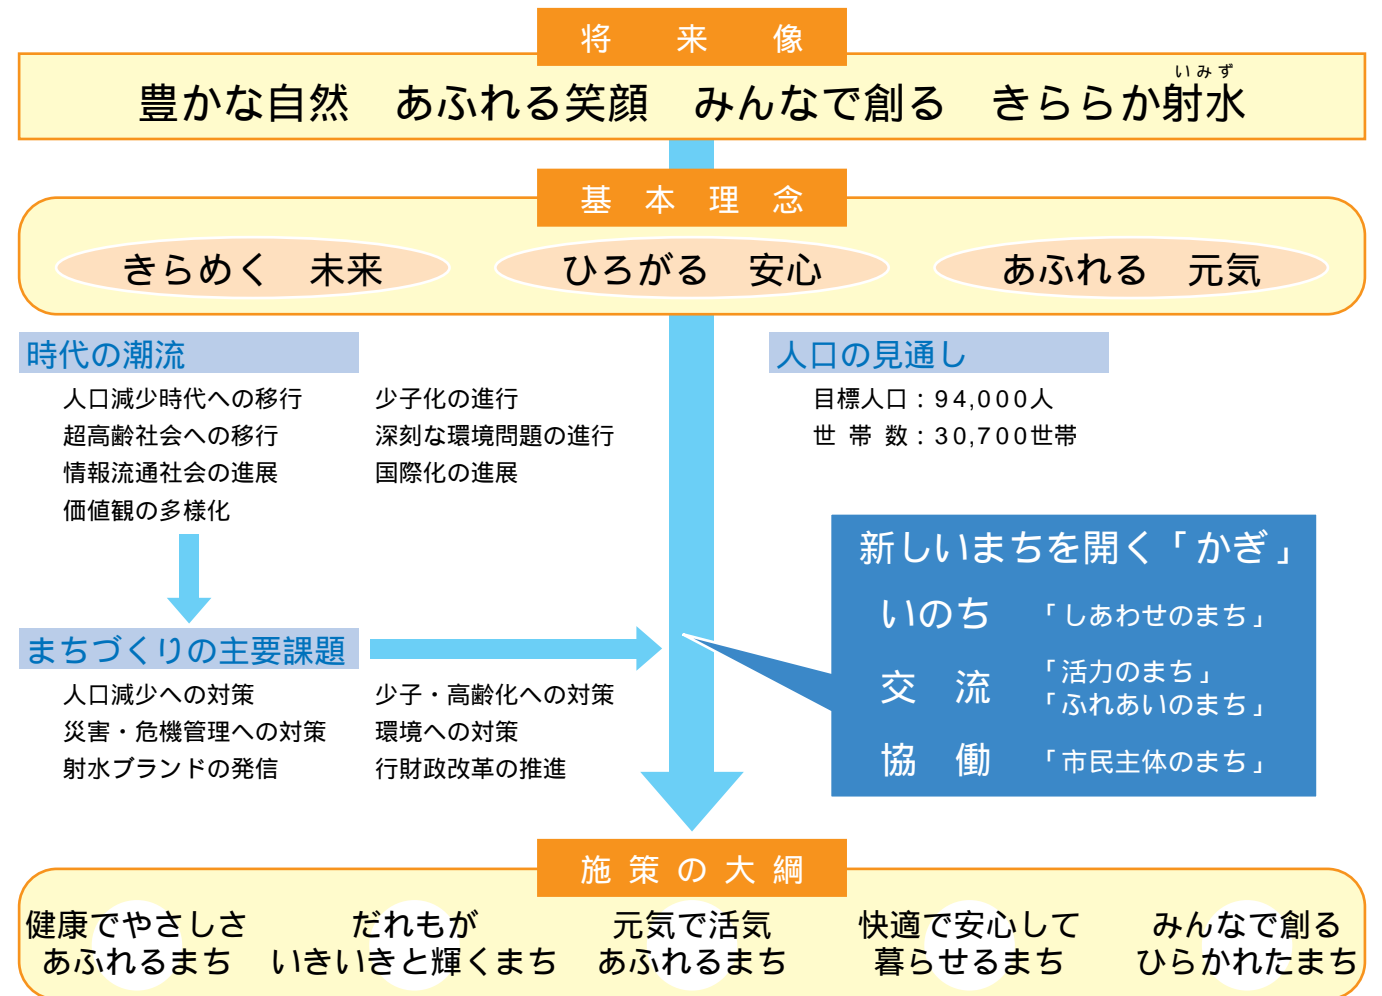 将来像
いみず
豊かな自然　あふれる笑顔　みんなで創る　きららか射水
基本理念
きらめく　未来
ひろがる　安心
あふれる　元気
時代の潮流
人口減少時代への移行
超高齢社会への移行
情報流通社会の進展
価値観の多様化
少子化の進行
深刻な環境問題の進行
国際化の進展
人口の見通し
目標人口：94,000人
世帯数：30,700世帯
まちづくりの主要課題
人口減少への対策
災害・危機管理への対策
射水ブランドの発信
少子・高齢化への対策
環境への対策
行財政改革の推進
新しいまちを開く「かぎ」
いのち　「しあわせのまち」
交流　「活力のまち」
「ふれあいのまち」
協働　「市民主体のまち」
施策の大綱
健康でやさしさ
あふれるまち
だれもが
いきいきと輝くまち
元気で活気
あふれるまち
快適で安心して
暮らせるまち
みんなで創る
ひらかれたまち